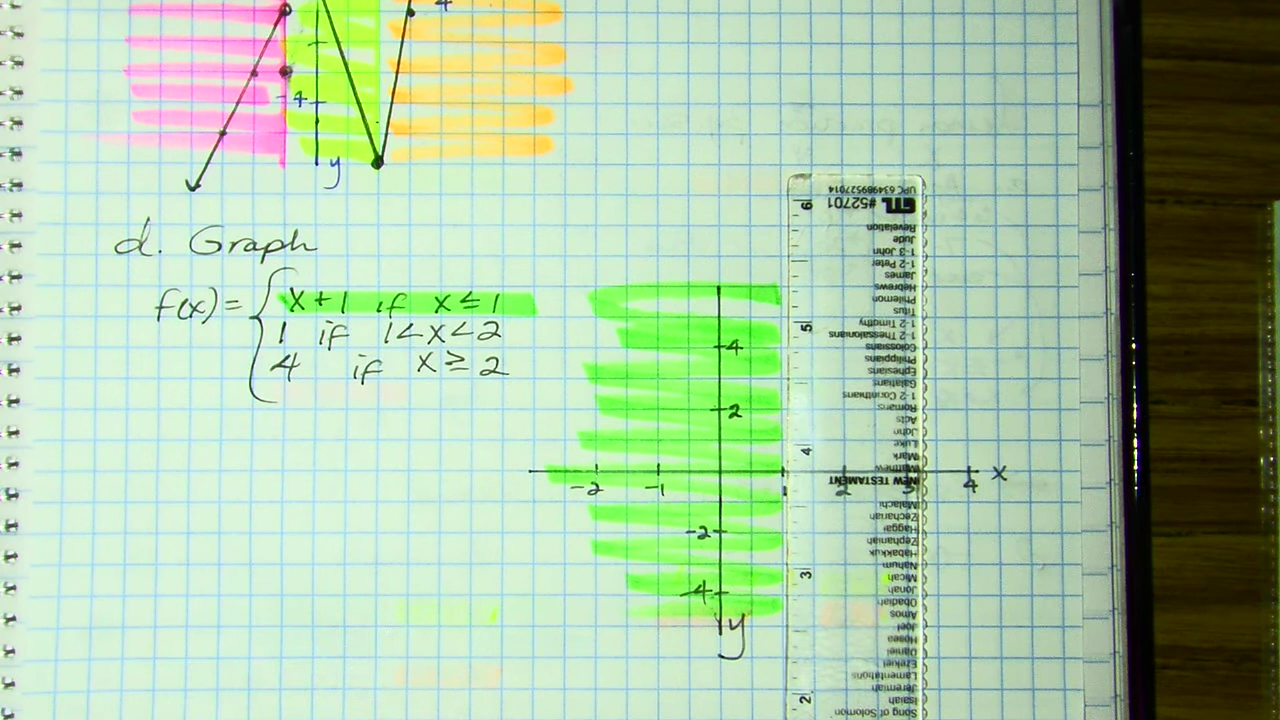 4
4
y
d. Graph
f(x) = { x + 1 if x ≤ 1
1 if 1 < x < 2
4 if x ≥ 2
4
2
-2 -1 2 3 4 x
-2
-4
y
6 5 4 3 2
UPC 634989527014
CTL #52701
Revelation
Jude
1-3 John
1-2 Peter
James
Hebrews
Philemon
Titus
1-2 Timothy
1-2 Thessalonians
Colossians
Philippians
Ephesians
Galatians
1-2 Corinthians
Romans
Acts
John
Luke
Mark
Matthew
NEW TESTAMENT
Malachi
Zechariah
Haggai
Zephaniah
Habakkuk
Nahum
Micah
Jonah
Obadiah
Amos
Joel
Hosea
Daniel
Ezekiel
Lamentations
Jeremiah
Isaiah
Song of Solomon